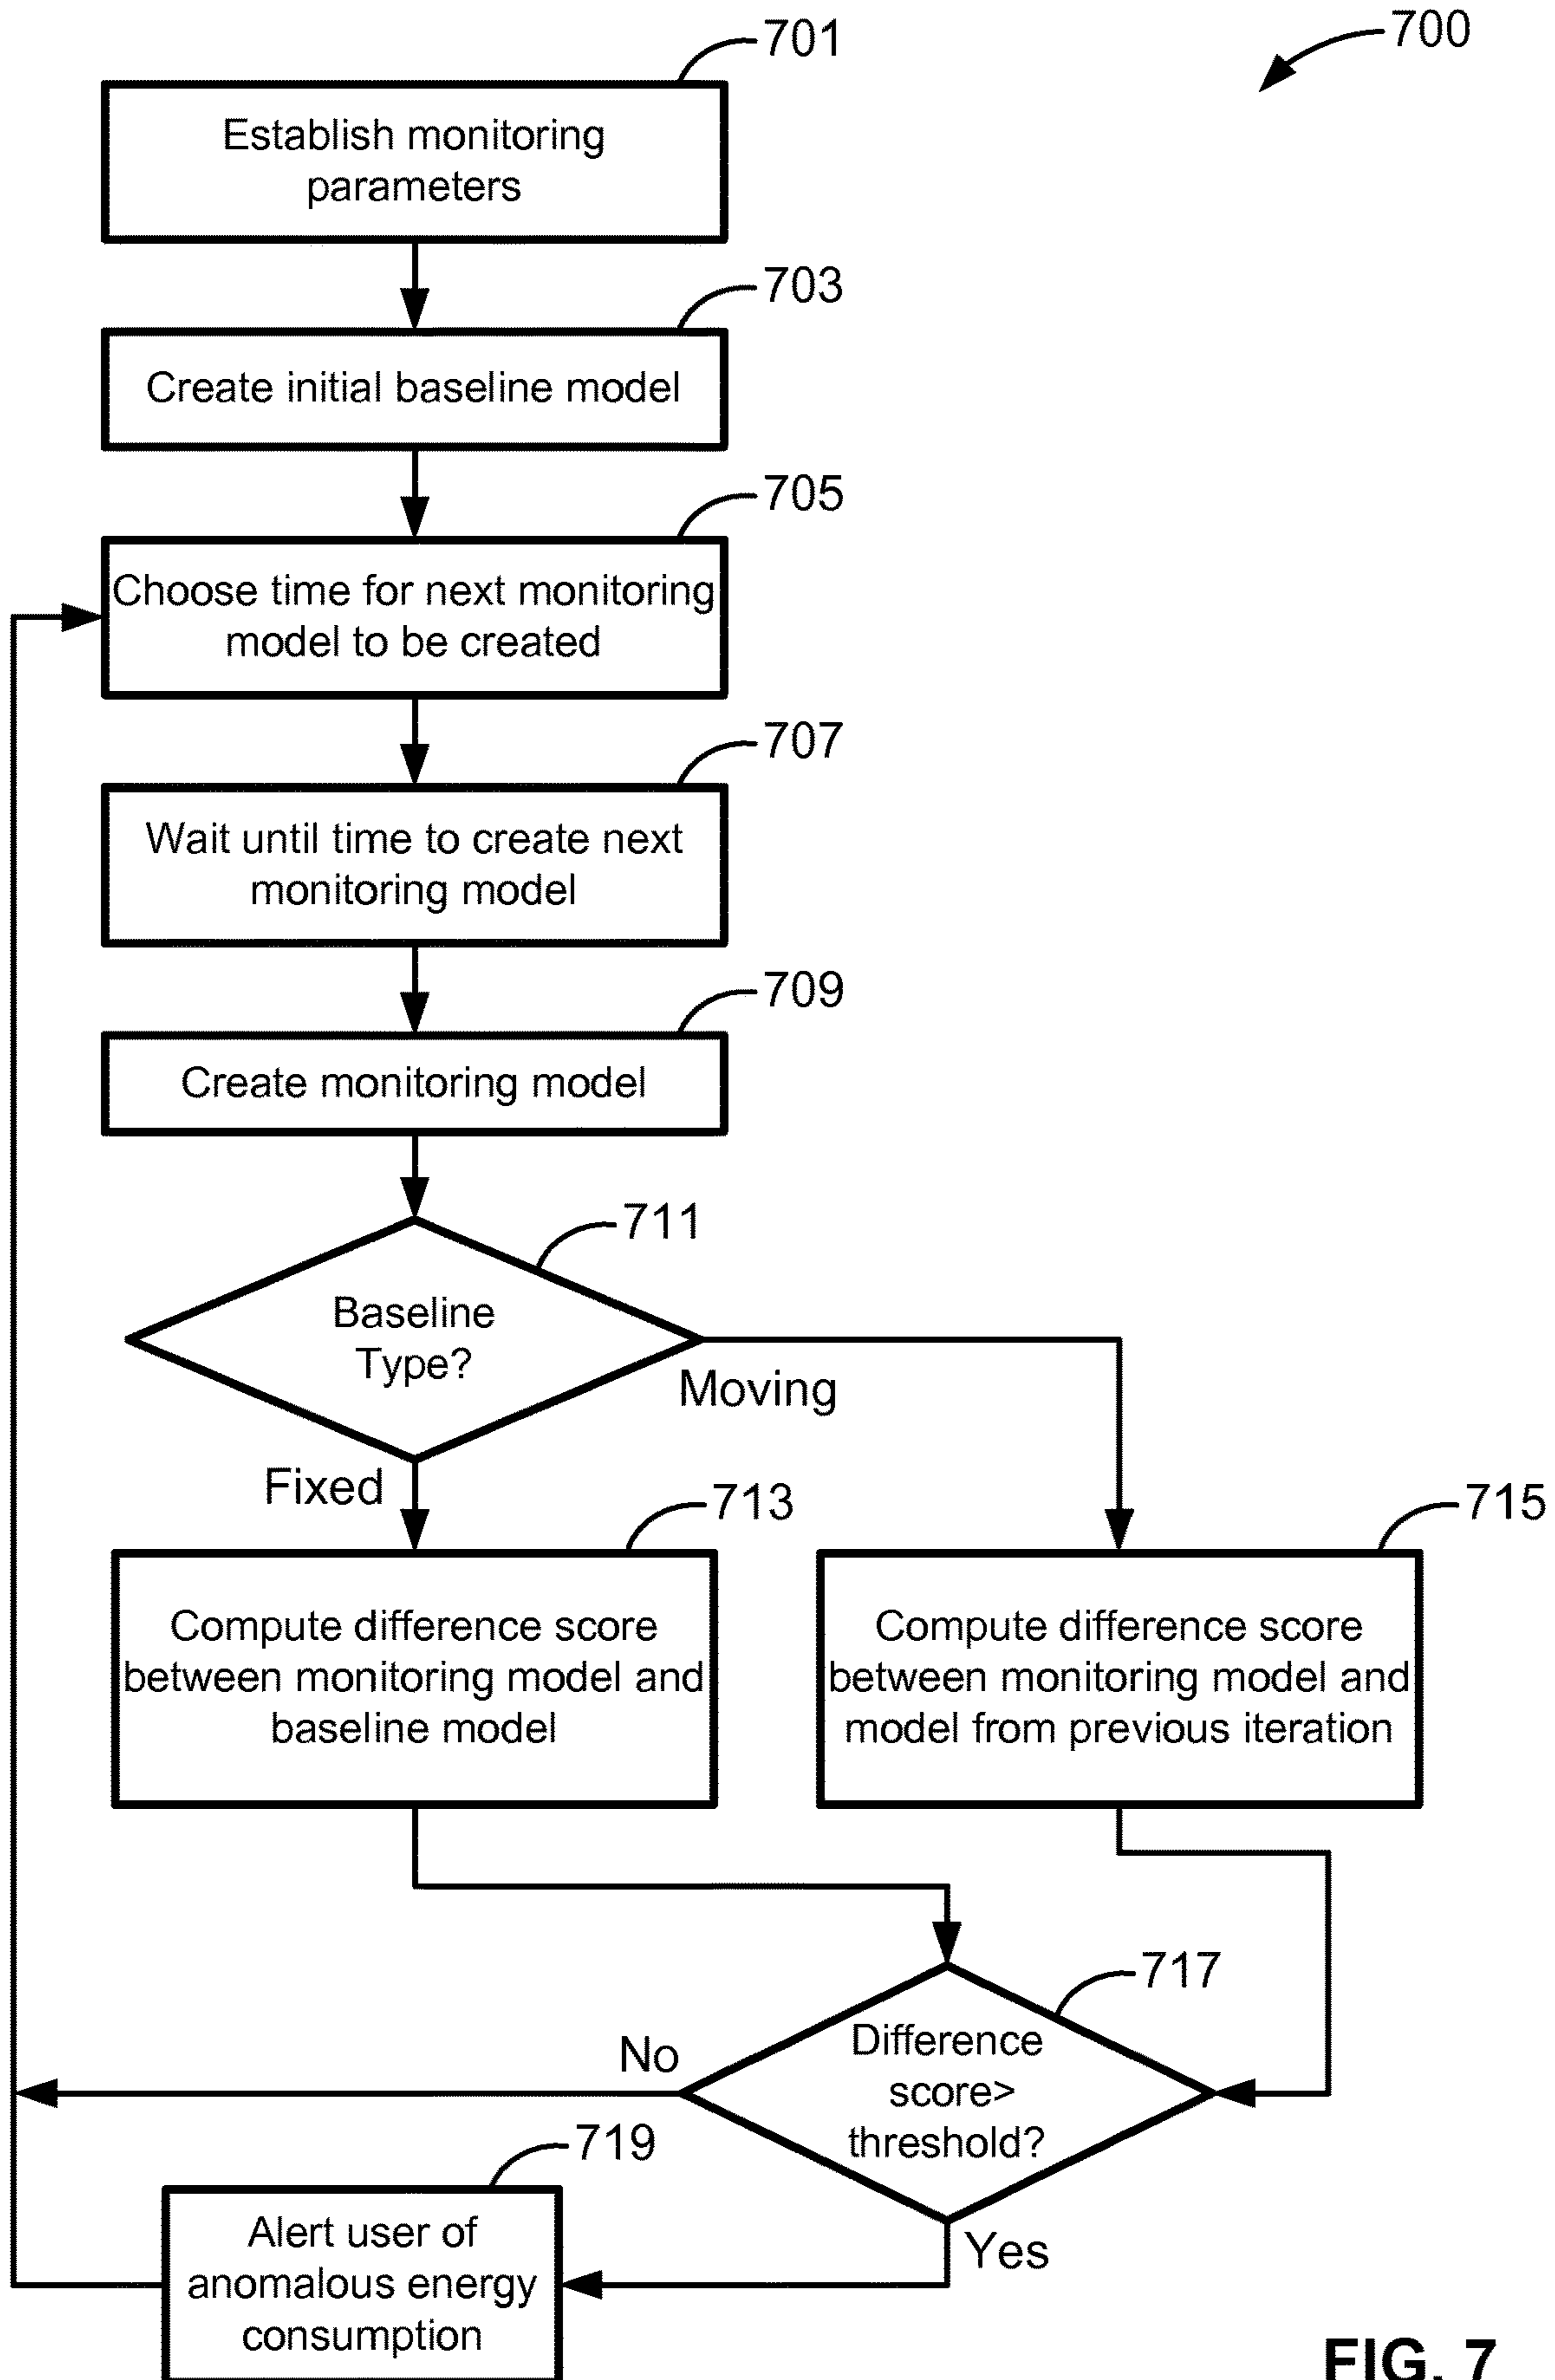 700
701
Establish monitoring
parameters
703
Create initial baseline model
705
Choose time for next monitoring
model to be created
707
Wait until time to create next
monitoring model
709
Create monitoring model
711
Baseline
Type?
Moving
Fixed
713
Compute difference score
between monitoring model and
baseline model
715
Compute difference score
between monitoring model and
model from previous iteration
717
Difference
score>
threshold?
No
Yes
719
Alert user of
anomalous energy
consumption
FIG. 7